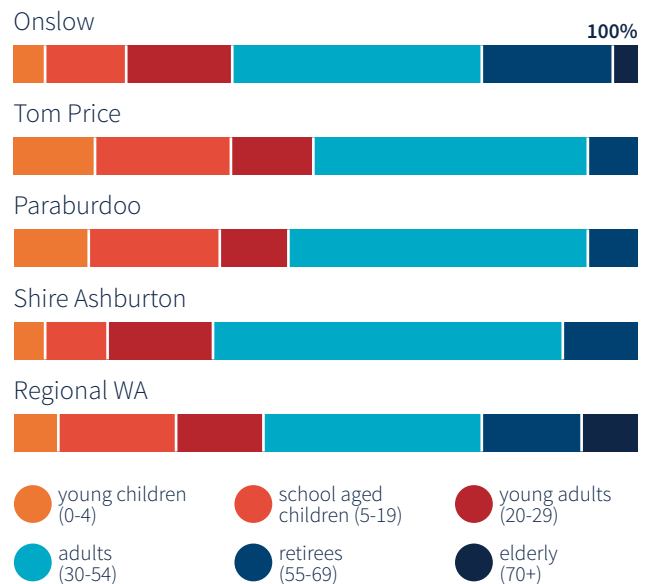 Onslow
100%
Tom Price
Paraburdoo
Shire Ashburton
Regional WA
young children
(0-4)
school aged
children (5-19)
young adults
(20-29)
adults
(30-54)
retirees
(55-69)
elderly
(70+)